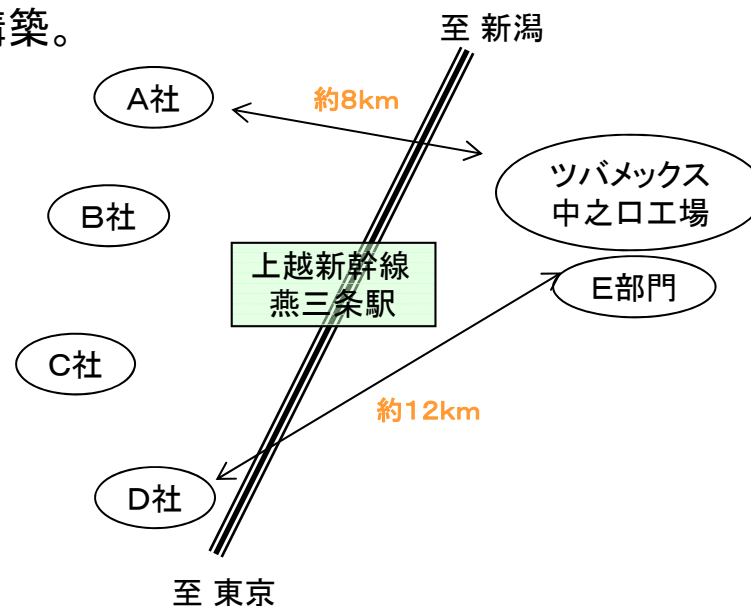 構築。
至 新潟
A社
約8km
ツバメックス
中之口工場
B社
上越新幹線
燕三条駅
E部門
C社
約12km
D社
至 東京